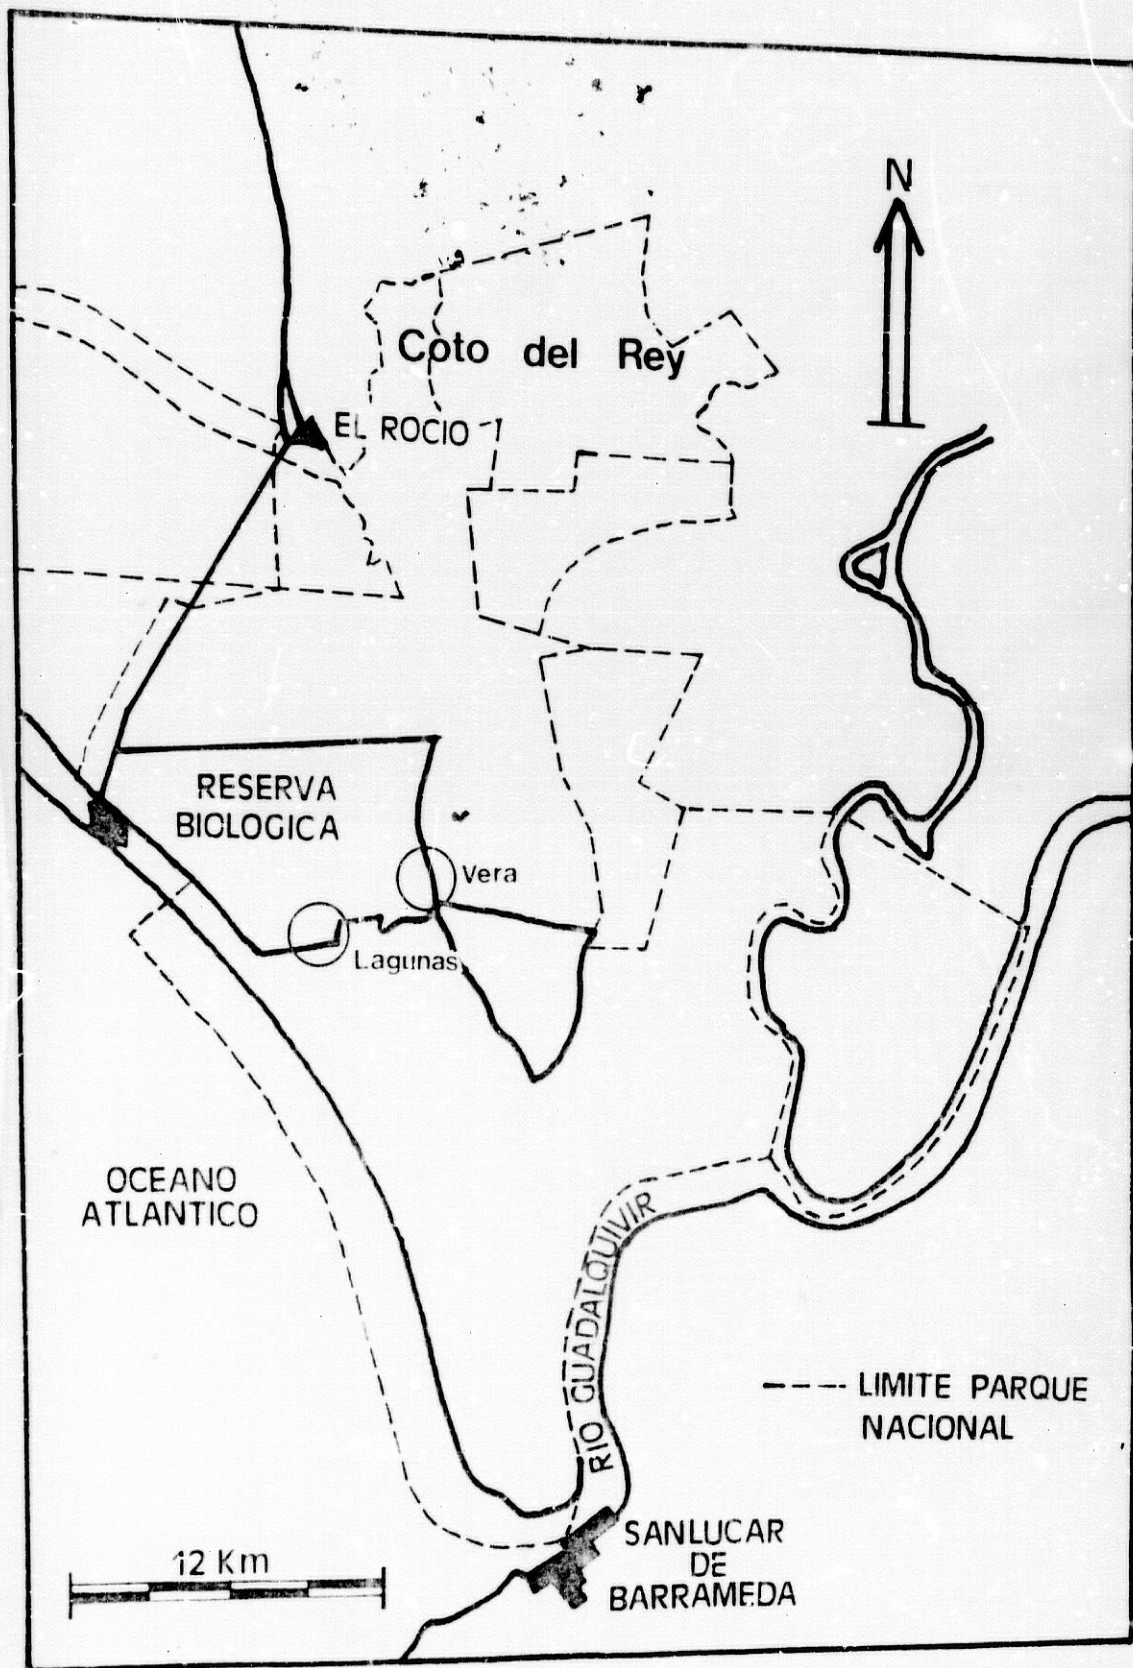 N
Coto del Rey
EL ROCIO
RESERVA
BIOLOGICA
Vera
Lagunas
OCEANO
ATLANTICO
RIO GUADALQUIVIR
---- LIMITE PARQUE
NACIONAL
12 Km
SANLUCAR
DE
BARRAMEDA